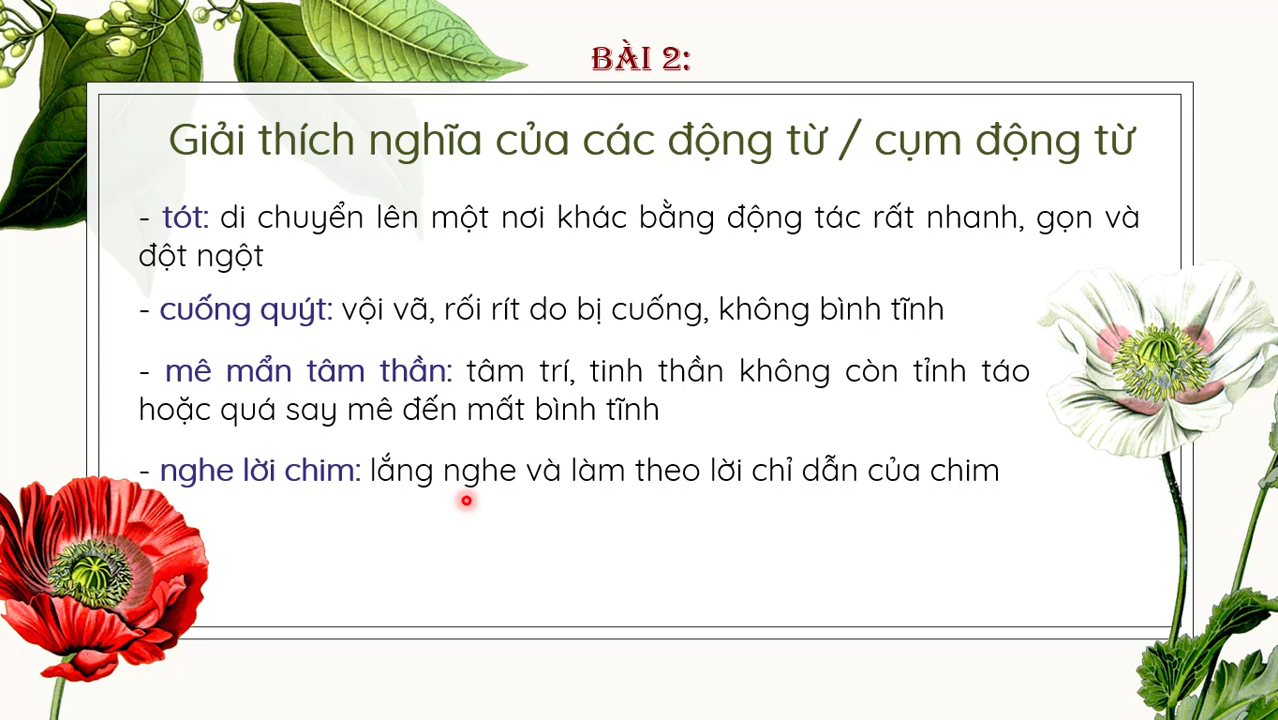 BÀI 2:
Giải thích nghĩa của các động từ / cụm động từ
- tót: di chuyển lên một nơi khác bằng động tác rất nhanh, gọn và
đột ngột
- cuống quýt: vội vã, rối rít do bị cuống, không bình tĩnh
- mê mẩn tâm thần: tâm trí, tinh thần không còn tỉnh táo
hoặc quá say mê đến mất bình tĩnh
- nghe lời chim: lắng nghe và làm theo lời chỉ dẫn của chim